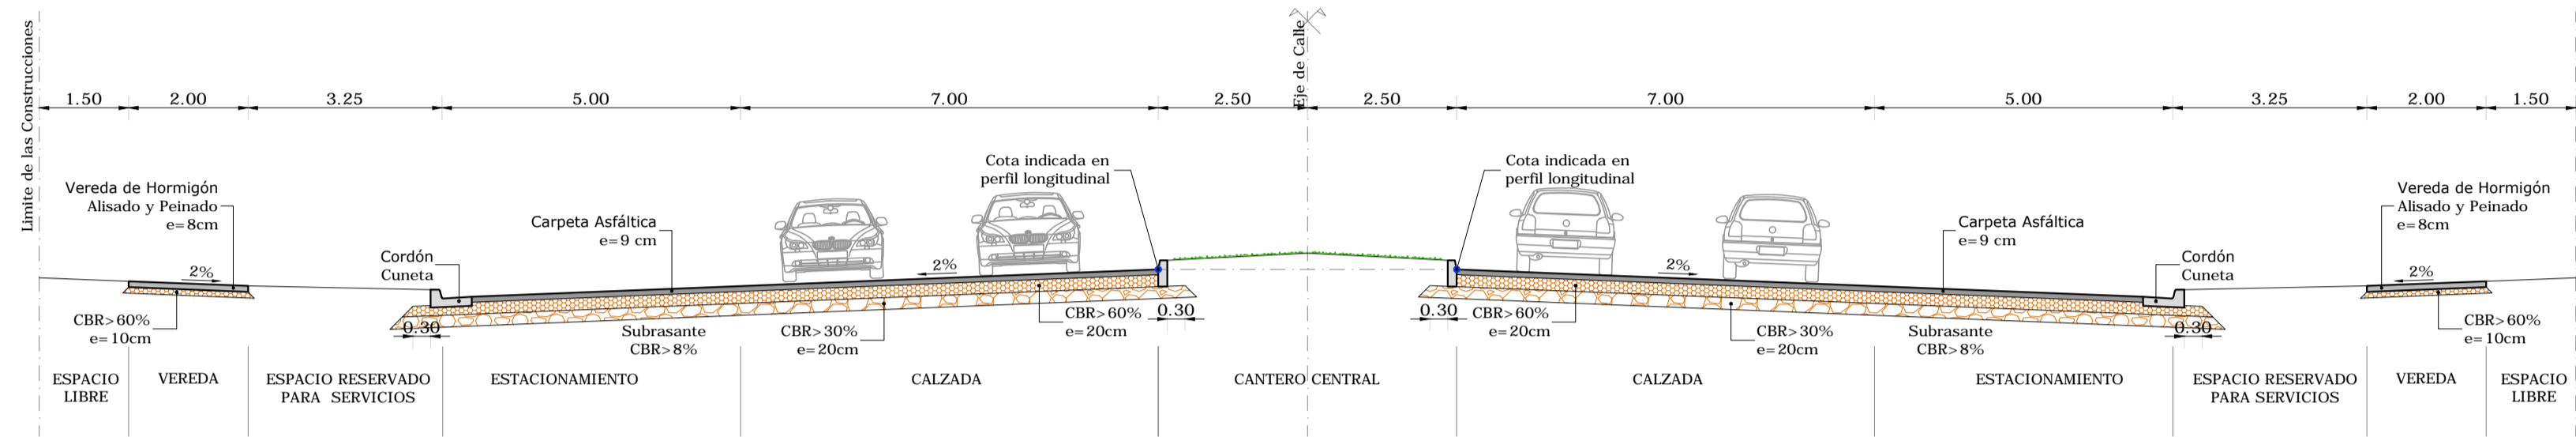 Límite de las Construcciones
Eje de Calle
1.50 2.00 3.25 5.00 7.00 2.50 2.50 7.00 5.00 3.25 2.00 1.50
Vereda de Hormigón
Alisado y Peinado
e=8cm
2%
CBR>60%
e=10cm
Cordón
Cuneta
0.30
Carpeta Asfáltica
e=9 cm
Subrasante
CBR>8%
2%
CBR>30%
e=20cm
Cota indicada en
perfil longitudinal
CBR>60%
e=20cm
0.30
Cota indicada en
perfil longitudinal
0.30
CBR>60%
e=20cm
2%
CBR>30%
e=20cm
Carpeta Asfáltica
e=9 cm
Subrasante
CBR>8%
Cordón
Cuneta
0.30
Vereda de Hormigón
Alisado y Peinado
e=8cm
2%
CBR>60%
e=10cm
ESPACIO
LIBRE
VEREDA
ESPACIO RESERVADO
PARA SERVICIOS
ESTACIONAMIENTO
CALZADA
CANTERO CENTRAL
CALZADA
ESTACIONAMIENTO
ESPACIO RESERVADO
PARA SERVICIOS
VEREDA
ESPACIO
LIBRE